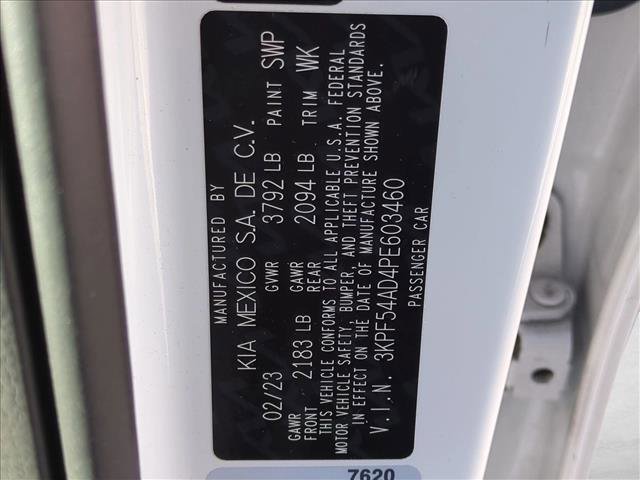 MANUFACTURED BY
KIA MEXICO S.A. DE C.V.
02/23 GVWR 3792 LB PAINT SWP
GAWR FRONT 2183 LB GAWR REAR 2094 LB TRIM WK
THIS VEHICLE CONFORMS TO ALL APPLICABLE U.S.A. FEDERAL
MOTOR VEHICLE SAFETY, BUMPER, AND THEFT PREVENTION STANDARDS
IN EFFECT ON THE DATE OF MANUFACTURE SHOWN ABOVE.
V.I.N. 3KPF54AD4PE603460
PASSENGER CAR
7620